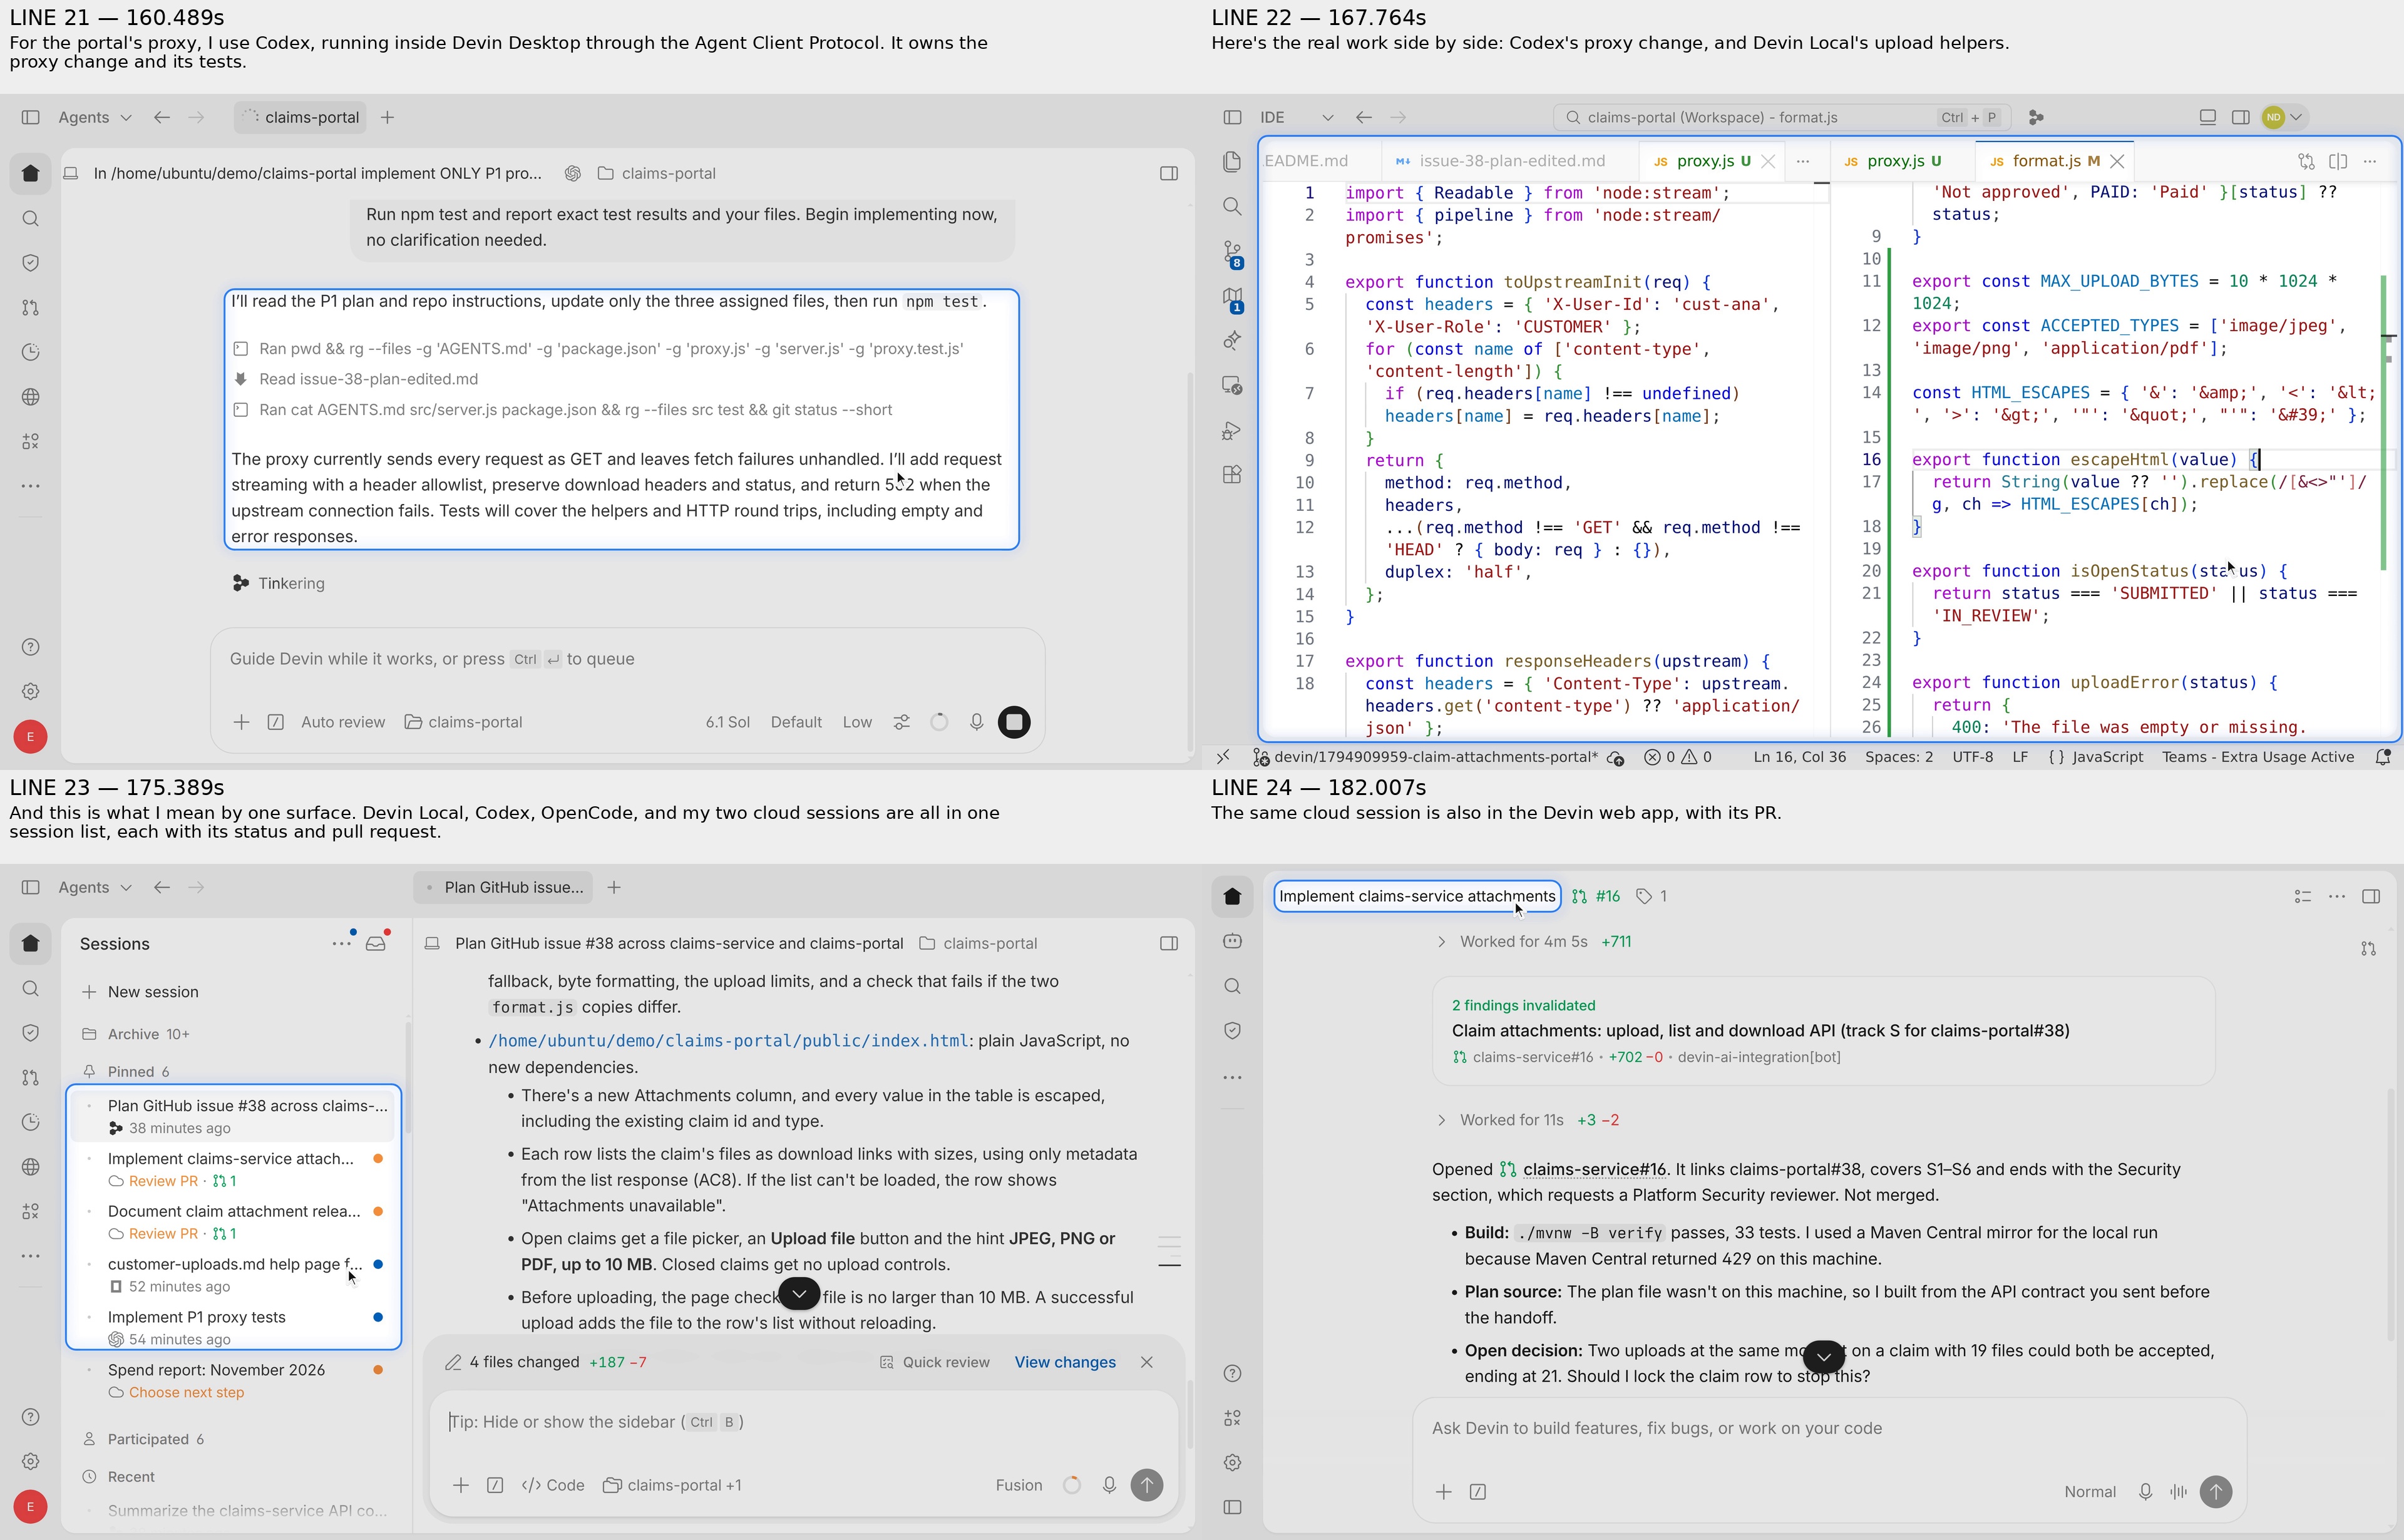 LINE 21 — 160.489s
For the portal's proxy, I use Codex, running inside Devin Desktop through the Agent Client Protocol. It owns the
proxy change and its tests.
Agents
claims-portal
In /home/ubuntu/demo/claims-portal implement ONLY P1 pro...
claims-portal
Run npm test and report exact test results and your files. Begin implementing now,
no clarification needed.
I'll read the P1 plan and repo instructions, update only the three assigned files, then run npm test.
Ran pwd && rg --files -g 'AGENTS.md' -g 'package.json' -g 'proxy.js' -g 'server.js' -g 'proxy.test.js'
Read issue-38-plan-edited.md
Ran cat AGENTS.md src/server.js package.json && rg --files src test && git status --short
The proxy currently sends every request as GET and leaves fetch failures unhandled. I'll add request
streaming with a header allowlist, preserve download headers and status, and return when the
upstream connection fails. Tests will cover the helpers and HTTP round trips, including empty and
error responses.
Tinkering
Guide Devin while it works, or press Ctrl ↵ to queue
Auto review claims-portal 6.1 Sol Default Low
E
LINE 22 — 167.764s
Here's the real work side by side: Codex's proxy change, and Devin Local's upload helpers.
IDE
claims-portal (Workspace) - format.js Ctrl + P
ND
8
1
EADME.md issue-38-plan-edited.md JS proxy.js U ...
1 import { Readable } from 'node:stream';
2 import { pipeline } from 'node:stream/
promises';
3
4 export function toUpstreamInit(req) {
5 const headers = { 'X-User-Id': 'cust-ana',
'X-User-Role': 'CUSTOMER' };
6 for (const name of ['content-type',
'content-length']) {
7 if (req.headers[name] !== undefined)
headers[name] = req.headers[name];
8 }
9 return {
10 method: req.method,
11 headers,
12 ...(req.method !== 'GET' && req.method !==
'HEAD' ? { body: req } : {}),
13 duplex: 'half',
14 };
15 }
16
17 export function responseHeaders(upstream) {
18 const headers = { 'Content-Type': upstream.
headers.get('content-type') ?? 'application/
json' };
JS proxy.js U JS format.js M ...
'Not approved', PAID: 'Paid' }[status] ??
status;
9 }
10
11 export const MAX_UPLOAD_BYTES = 10 * 1024 *
1024;
12 export const ACCEPTED_TYPES = ['image/jpeg',
'image/png', 'application/pdf'];
13
14 const HTML_ESCAPES = { '&': '&amp;', '<': '&lt;
', '>': '&gt;', '"': '&quot;', "'": '&#39;' };
15
16 export function escapeHtml(value) {
17 return String(value ?? '').replace(/[&<>"']/
g, ch => HTML_ESCAPES[ch]);
18 }
19
20 export function isOpenStatus(status) {
21 return status === 'SUBMITTED' || status ===
'IN_REVIEW';
22 }
23
24 export function uploadError(status) {
25 return {
26 400: 'The file was empty or missing.
devin/1794909959-claim-attachments-portal* 0 0 Ln 16, Col 36 Spaces: 2 UTF-8 LF { } JavaScript Teams - Extra Usage Active
LINE 23 — 175.389s
And this is what I mean by one surface. Devin Local, Codex, OpenCode, and my two cloud sessions are all in one
session list, each with its status and pull request.
Agents
Plan GitHub issue...
Sessions
New session
Archive 10+
Pinned 6
Plan GitHub issue #38 across claims-...
38 minutes ago
Implement claims-service attach...
Review PR · 1
Document claim attachment relea...
Review PR · 1
customer-uploads.md help page f...
52 minutes ago
Implement P1 proxy tests
54 minutes ago
Spend report: November 2026
Choose next step
Participated 6
Recent
Summarize the claims-service API co...
E
Plan GitHub issue #38 across claims-service and claims-portal claims-portal
fallback, byte formatting, the upload limits, and a check that fails if the two
format.js copies differ.
• /home/ubuntu/demo/claims-portal/public/index.html: plain JavaScript, no
new dependencies.
• There's a new Attachments column, and every value in the table is escaped,
including the existing claim id and type.
• Each row lists the claim's files as download links with sizes, using only metadata
from the list response (AC8). If the list can't be loaded, the row shows
"Attachments unavailable".
• Open claims get a file picker, an Upload file button and the hint JPEG, PNG or
PDF, up to 10 MB. Closed claims get no upload controls.
• Before uploading, the page check file is no larger than 10 MB. A successful
upload adds the file to the row's list without reloading.
4 files changed +187 −7 Quick review View changes
Tip: Hide or show the sidebar ( Ctrl B )
Code claims-portal +1 Fusion
LINE 24 — 182.007s
The same cloud session is also in the Devin web app, with its PR.
Implement claims-service attachments #16 1
Worked for 4m 5s +711
2 findings invalidated
Claim attachments: upload, list and download API (track S for claims-portal#38)
claims-service#16 • +702 −0 • devin-ai-integration[bot]
Worked for 11s +3 −2
Opened claims-service#16. It links claims-portal#38, covers S1–S6 and ends with the Security
section, which requests a Platform Security reviewer. Not merged.
• Build: ./mvnw -B verify passes, 33 tests. I used a Maven Central mirror for the local run
because Maven Central returned 429 on this machine.
• Plan source: The plan file wasn't on this machine, so I built from the API contract you sent before
the handoff.
• Open decision: Two uploads at the same on a claim with 19 files could both be accepted,
ending at 21. Should I lock the claim row to stop this?
Ask Devin to build features, fix bugs, or work on your code
Normal